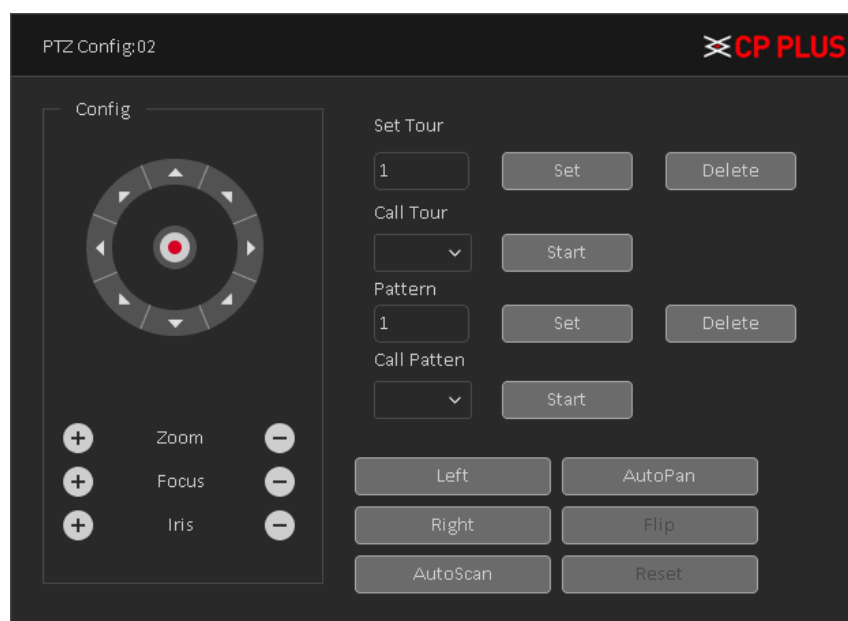 PTZ Config:02
CP PLUS
Config
Zoom
Focus
Iris
Set Tour
1 Set Delete
Call Tour
Start
Pattern
1 Set Delete
Call Patten
Start
Left AutoPan
Right Flip
AutoScan Reset